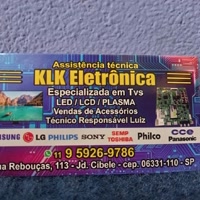 Assistência técnica
KLK Eletrônica
Especializada em Tvs
LED / LCD / PLASMA
Vendas de Acessórios
Técnico Responsável Luiz
SAMSUNG LG PHILIPS SONY SEMP TOSHIBA Philco CCE Panasonic
11 9 5926-9786
ua Rebouças, 113 - Jd. Cibele - cep. 06331-110 - SP